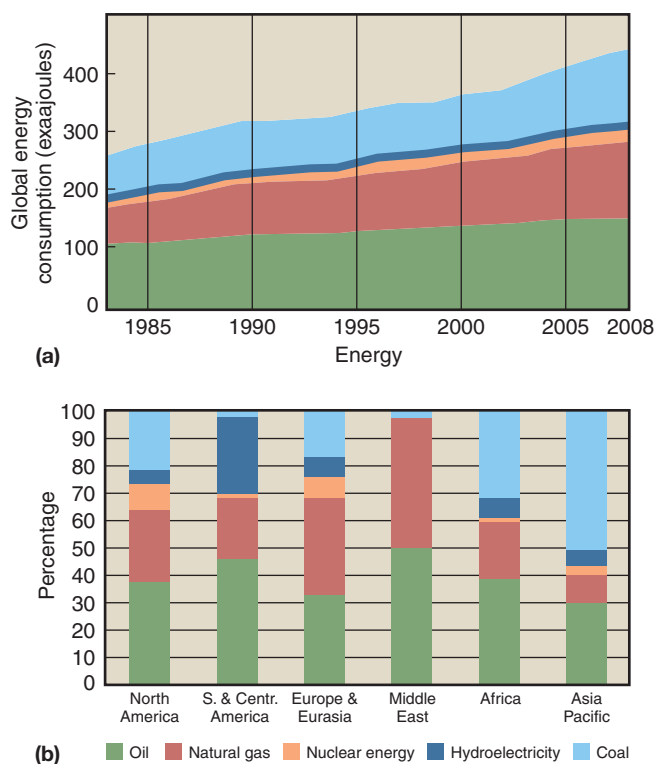 Global energy
consumption (exaajoules)
400
300
200
100
0
1985 1990 1995 2000 2005 2008
(a) Energy
Percentage
100
90
80
70
60
50
40
30
20
10
0
North
America
S. & Centr.
America
Europe &
Eurasia
Middle
East
Africa
Asia
Pacific
(b) Oil Natural gas Nuclear energy Hydroelectricity Coal